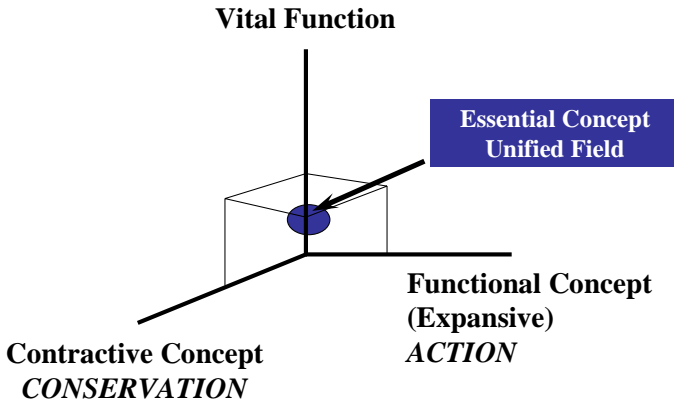 Vital Function
Essential Concept
Unified Field
Functional Concept
(Expansive)
ACTION
Contractive Concept
CONSERVATION